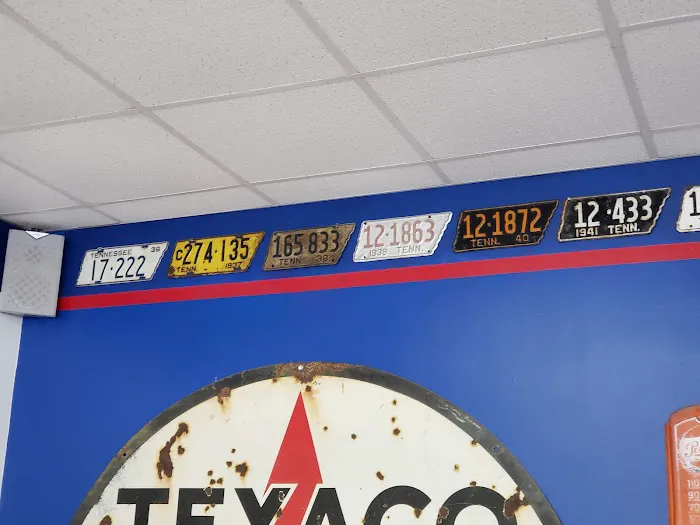 TENNESSEE 38
17·222
C274·135
TENN. 1937
165 833
TENN
12·1863
1939 TENN.
12·1872
TENN. 40
12·433
1941 TENN.
1
TEXACO